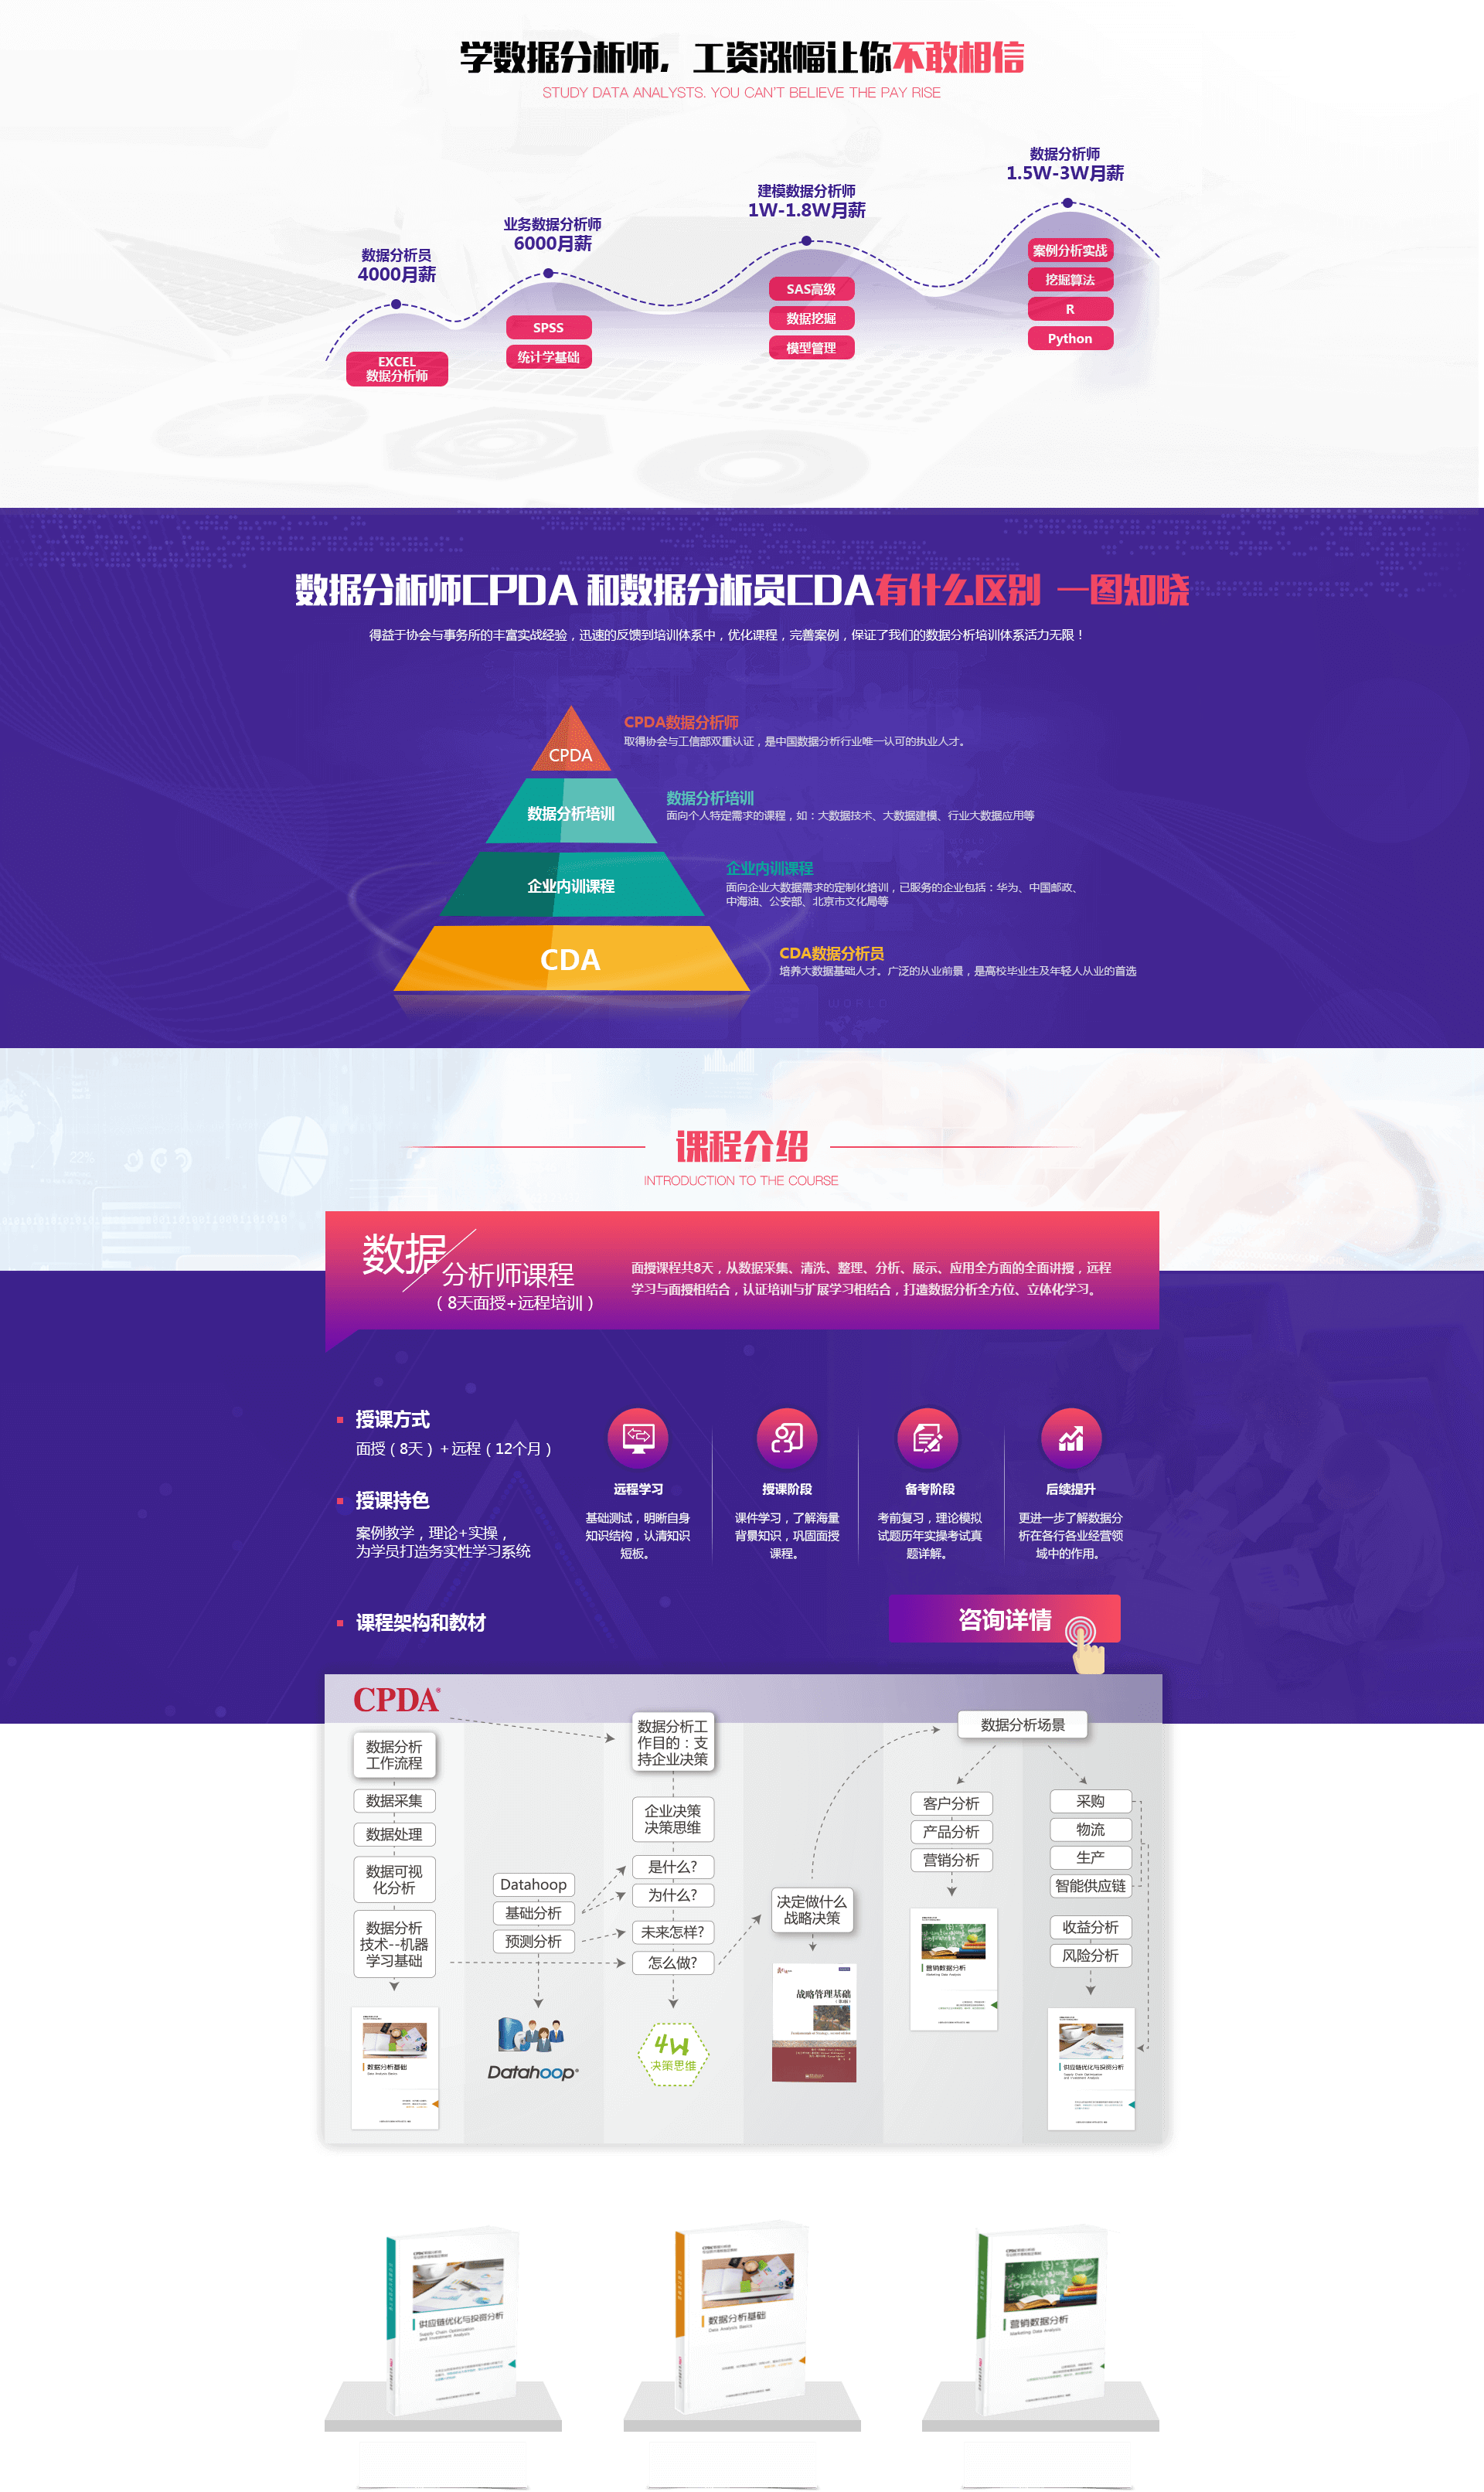 学数据分析师，工资涨幅让你不敢相信
STUDY DATA ANALYSTS. YOU CAN'T BELIEVE THE PAY RISE
数据分析员
4000月薪
EXCEL
数据分析师
业务数据分析师
6000月薪
SPSS
统计学基础
建模数据分析师
1W-1.8W月薪
SAS高级
数据挖掘
模型管理
数据分析师
1.5W-3W月薪
案例分析实战
挖掘算法
R
Python
数据分析师CPDA 和数据分析员CDA有什么区别 一图知晓
得益于协会与事务所的丰富实战经验，迅速的反馈到培训体系中，优化课程，完善案例，保证了我们的数据分析培训体系活力无限！
CPDA
CPDA数据分析师
取得协会与工信部双重认证，是中国数据分析行业唯一认可的执业人才。
数据分析培训
数据分析培训
面向个人特定需求的课程，如：大数据技术、大数据建模、行业大数据应用等
企业内训课程
企业内训课程
面向企业大数据需求的定制化培训，已服务的企业包括：华为、中国邮政、
中海油、公安部、北京市文化局等
CDA
CDA数据分析员
培养大数据基础人才。广泛的从业前景，是高校毕业生及年轻人从业的首选
WORLD
22%
课程介绍
INTRODUCTION TO THE COURSE
数据
分析师课程
（8天面授+远程培训）
面授课程共8天，从数据采集、清洗、整理、分析、展示、应用全方面的全面讲授，远程
学习与面授相结合，认证培训与扩展学习相结合，打造数据分析全方位、立体化学习。
授课方式
面授（8天）+远程（12个月）
授课持色
案例教学，理论+实操，
为学员打造务实性学习系统
远程学习
基础测试，明晰自身
知识结构，认清知识
短板。
授课阶段
课件学习，了解海量
背景知识，巩固面授
课程。
备考阶段
考前复习，理论模拟
试题历年实操考试真
题详解。
后续提升
更进一步了解数据分
析在各行各业经营领
域中的作用。
课程架构和教材
咨询详情
CPDA®
数据分析
工作流程
数据采集
数据处理
数据可视
化分析
数据分析
技术--机器
学习基础
数据分析基础
Data Analysis Basics
Datahoop
基础分析
预测分析
Datahoop®
数据分析工
作目的：支
持企业决策
企业决策
决策思维
是什么?
为什么?
未来怎样?
怎么做?
4W
决策思维
决定做什么
战略决策
战略管理基础
数据分析场景
客户分析
产品分析
营销分析
营销数据分析
Marketing Data Analysis
采购
物流
生产
智能供应链
收益分析
风险分析
供应链优化与投资分析
Supply Chain Optimization
and Investment Analysis
供应链优化与投资分析
Supply Chain Optimization
and Investment Analysis
数据分析基础
Data Analysis Basics
营销数据分析
Marketing Data Analysis